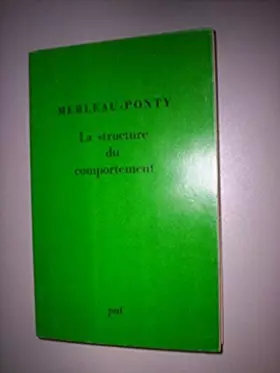 MERLEAU-PONTY
La structure
du
comportement
puf